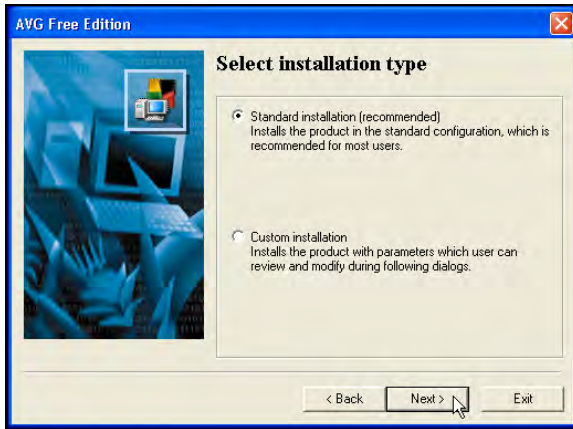 AVG Free Edition
Select installation type
Standard installation (recommended)
Installs the product in the standard configuration, which is
recommended for most users.
Custom installation
Installs the product with parameters which user can
review and modify during following dialogs.
< Back
Next >
Exit